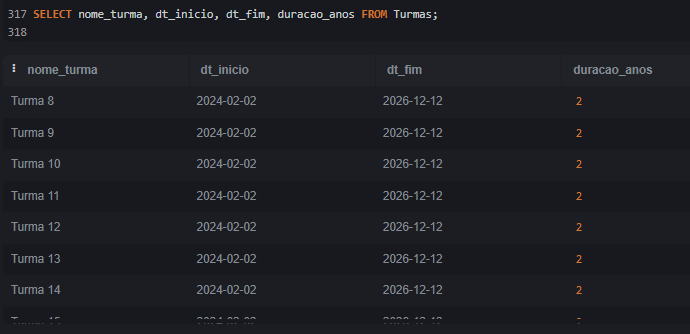 317 SELECT nome_turma, dt_inicio, dt_fim, duracao_anos FROM Turmas;
318
nome_turma dt_inicio dt_fim duracao_anos
Turma 8 2024-02-02 2026-12-12 2
Turma 9 2024-02-02 2026-12-12 2
Turma 10 2024-02-02 2026-12-12 2
Turma 11 2024-02-02 2026-12-12 2
Turma 12 2024-02-02 2026-12-12 2
Turma 13 2024-02-02 2026-12-12 2
Turma 14 2024-02-02 2026-12-12 2